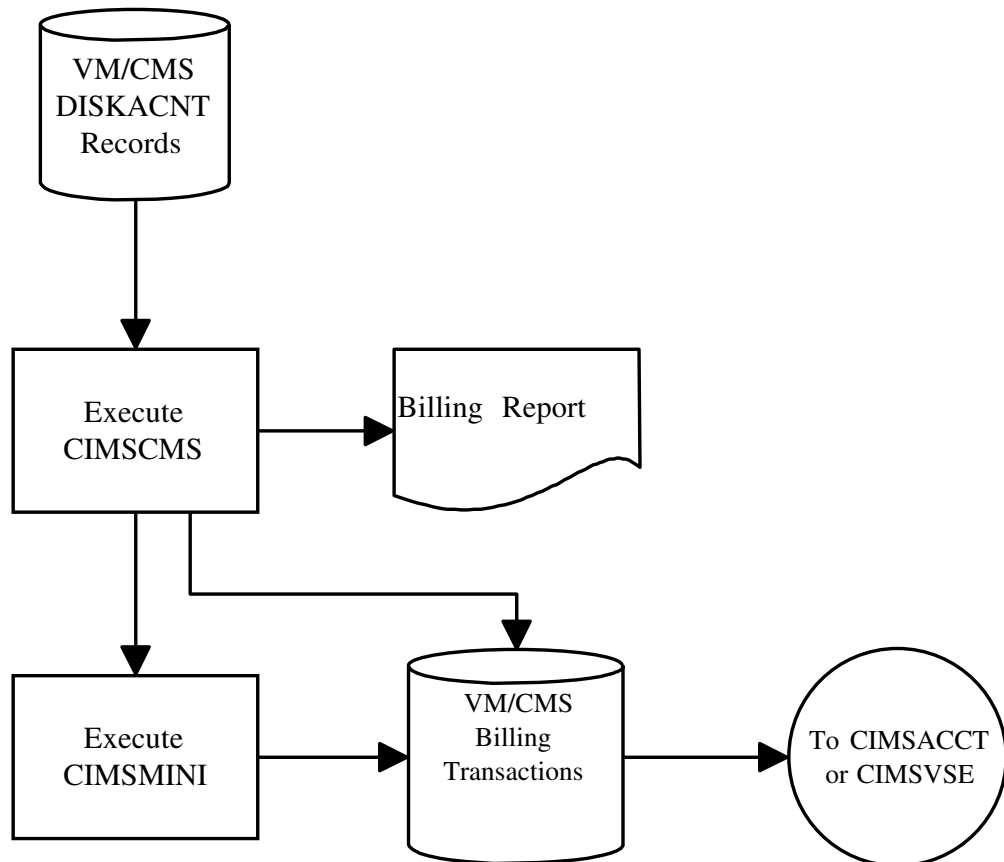 VM/CMS
DISKACNT
Records
Execute
CIMSCMS
Billing Report
Execute
CIMSMINI
VM/CMS
Billing
Transactions
To CIMSACCT
or CIMSVSE